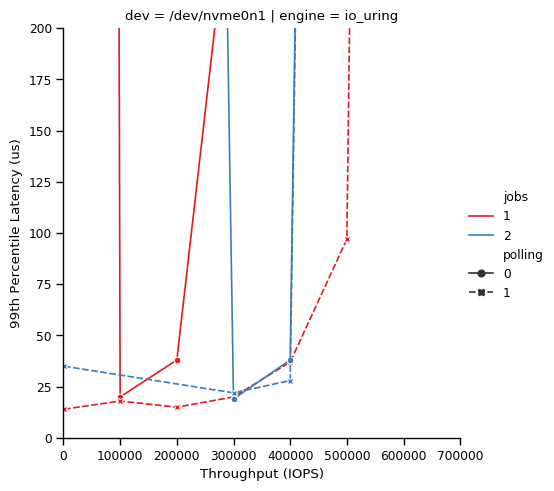 dev = /dev/nvme0n1 | engine = io_uring
200
175
150
125
100
75
50
25
0
99th Percentile Latency (us)
0 100000 200000 300000 400000 500000 600000 700000
Throughput (IOPS)
jobs
1
2
polling
0
1